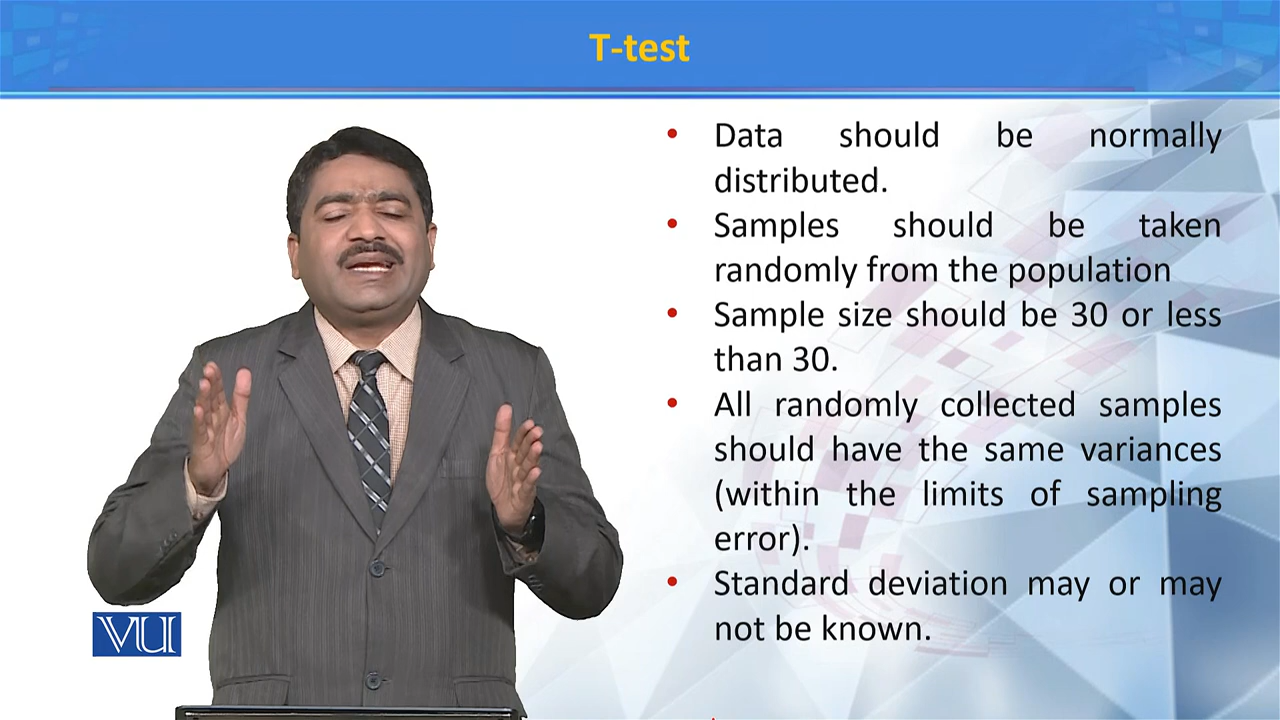 T-test
• Data should be normally
distributed.
• Samples should be taken
randomly from the population
• Sample size should be 30 or less
than 30.
• All randomly collected samples
should have the same variances
(within the limits of sampling
error).
• Standard deviation may or may
not be known.
VU